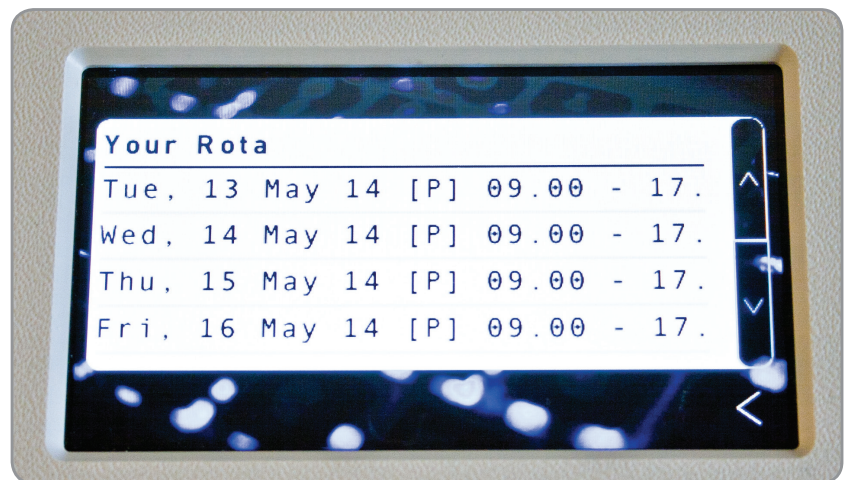 Your Rota
Tue, 13 May 14 [P] 09.00 - 17.
Wed, 14 May 14 [P] 09.00 - 17.
Thu, 15 May 14 [P] 09.00 - 17.
Fri, 16 May 14 [P] 09.00 - 17.